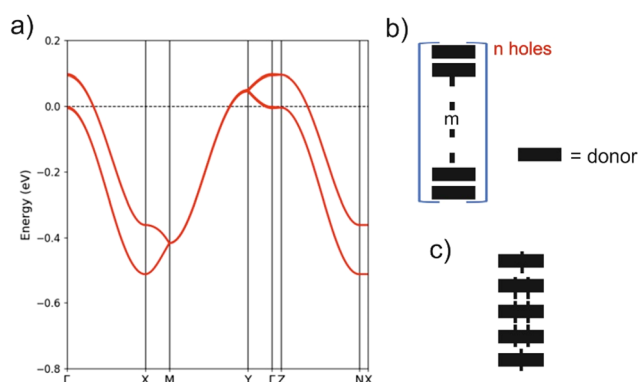 a)
Energy (eV)
0.2
0.0
−0.2
−0.4
−0.6
−0.8
Γ X M Y Γ Z N X
b)
n holes
m
= donor
c)